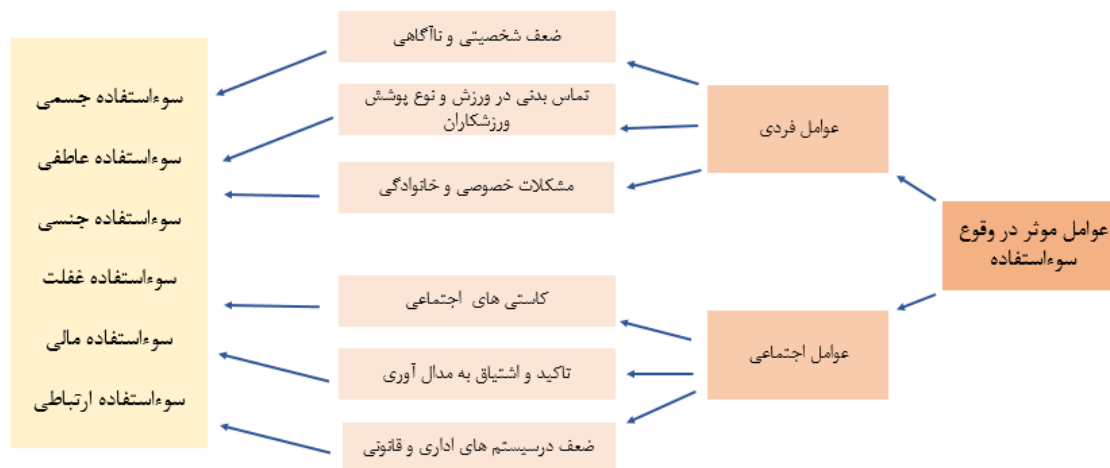 عوامل موثر در وقوع
سوءاستفاده
عوامل فردی
ضعف شخصیتی و ناآگاهی
تماس بدنی در ورزش و نوع پوشش
ورزشکاران
مشکلات خصوصی و خانوادگی
عوامل اجتماعی
کاستی های اجتماعی
تاکید و اشتیاق به مدال آوری
ضعف درسیستم های اداری و قانونی
سوءاستفاده جسمی
سوءاستفاده عاطفی
سوءاستفاده جنسی
سوءاستفاده غفلت
سوءاستفاده مالی
سوءاستفاده ارتباطی